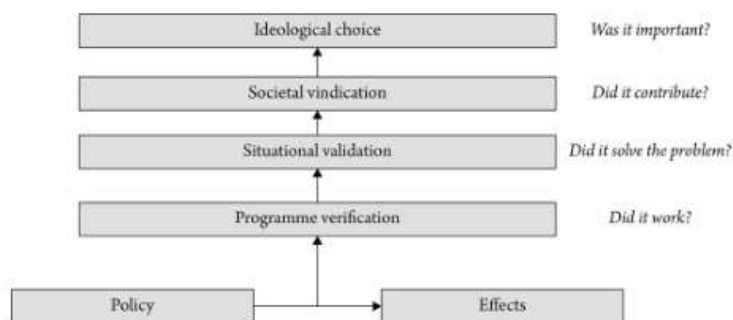 Ideological choice
Was it important?
Societal vindication
Did it contribute?
Situational validation
Did it solve the problem?
Programme verification
Did it work?
Policy
Effects